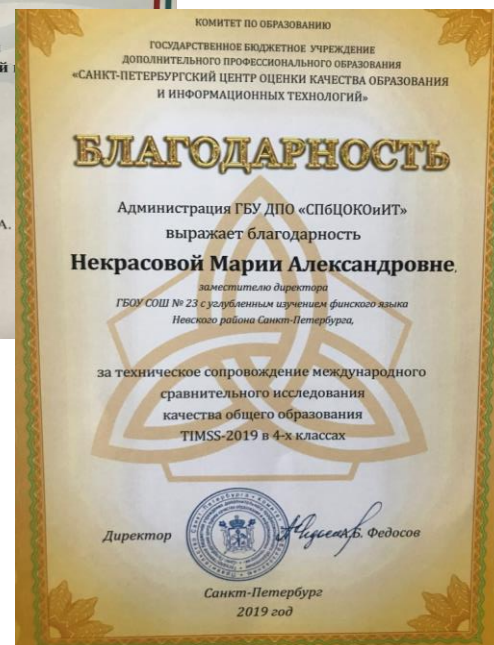 й
А.
КОМИТЕТ ПО ОБРАЗОВАНИЮ
ГОСУДАРСТВЕННОЕ БЮДЖЕТНОЕ УЧРЕЖДЕНИЕ
ДОПОЛНИТЕЛЬНОГО ПРОФЕССИОНАЛЬНОГО ОБРАЗОВАНИЯ
«САНКТ-ПЕТЕРБУРГСКИЙ ЦЕНТР ОЦЕНКИ КАЧЕСТВА ОБРАЗОВАНИЯ
И ИНФОРМАЦИОННЫХ ТЕХНОЛОГИЙ»
БЛАГОДАРНОСТЬ
Администрация ГБУ ДПО «СПбЦОКОиИТ»
выражает благодарность
Некрасовой Марии Александровне,
заместителю директора
ГБОУ СОШ № 23 с углубленным изучением финского языка
Невского района Санкт-Петербурга,
за техническое сопровождение международного
сравнительного исследования
качества общего образования
TIMSS-2019 в 4-х классах
Директор
А.Б. Федосов
Санкт-Петербург
2019 год